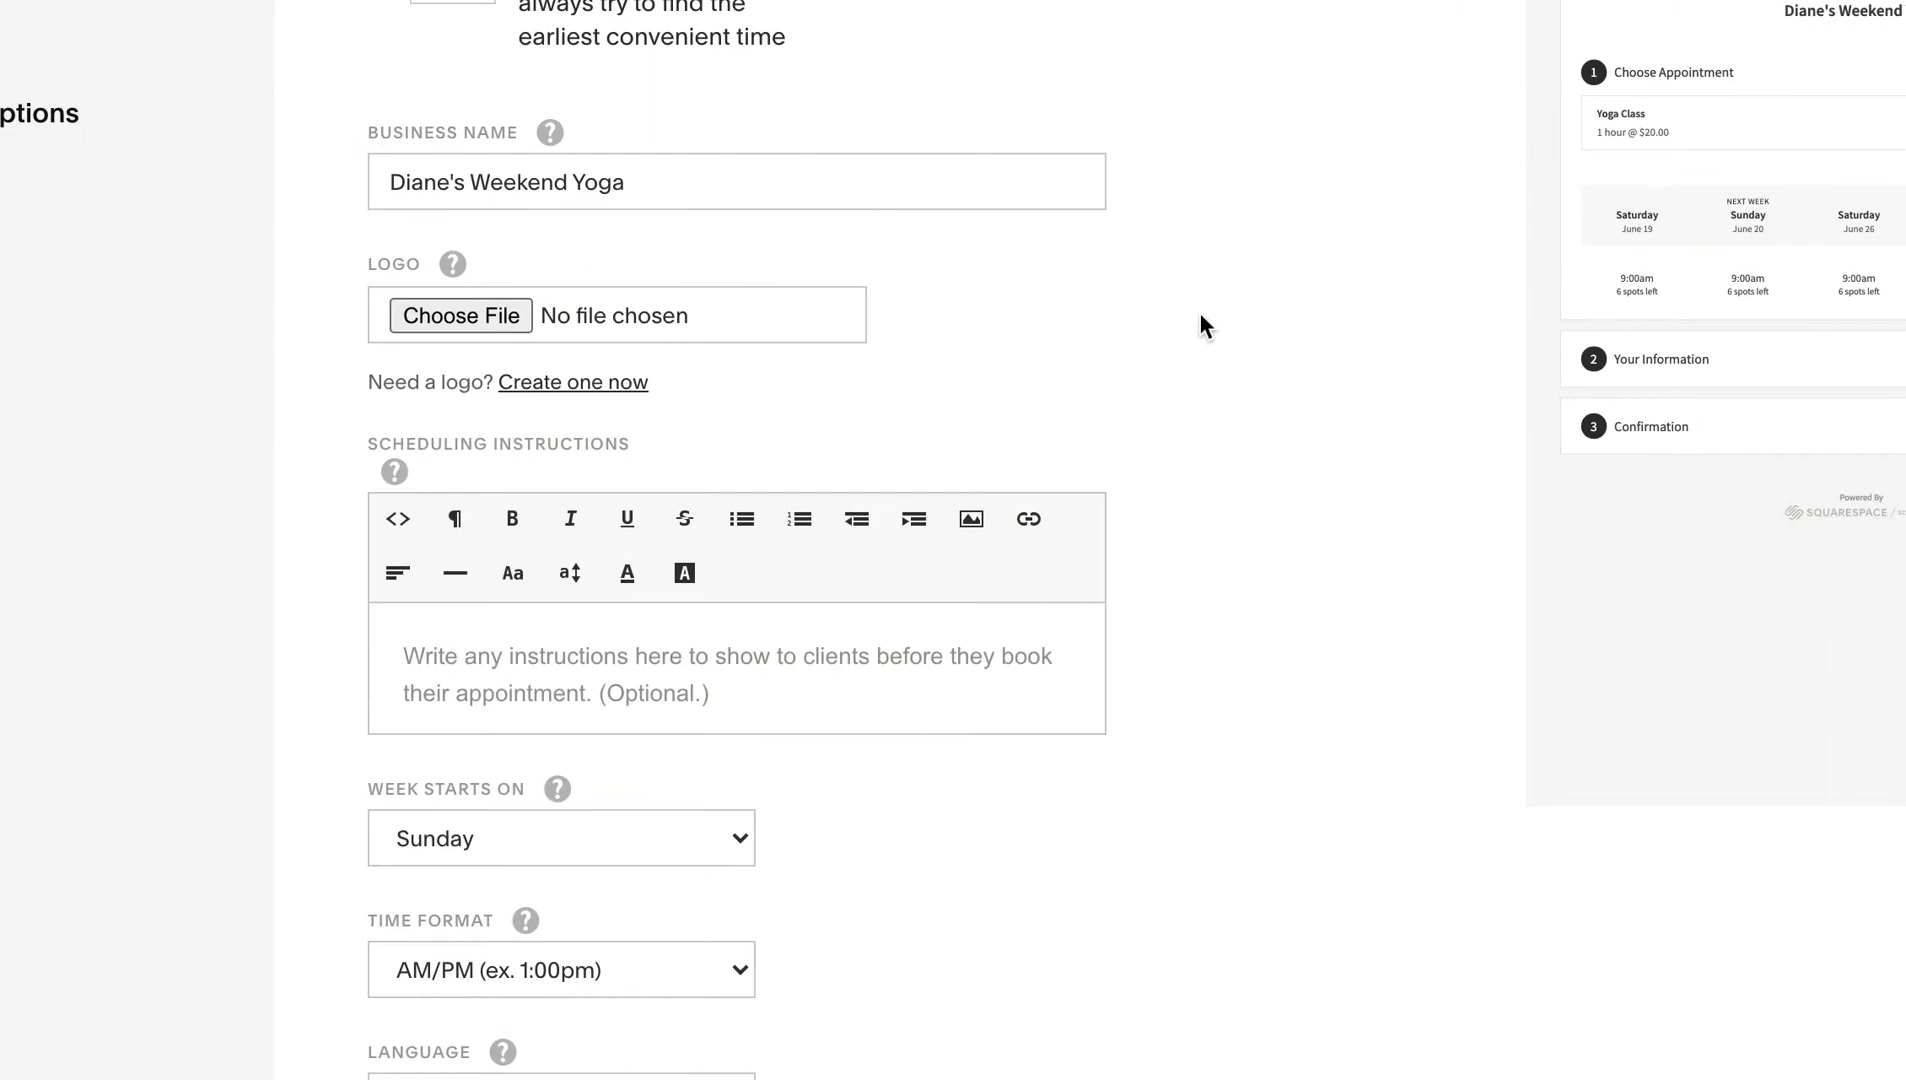 always try to find the
earliest convenient time
ptions
BUSINESS NAME ?
Diane's Weekend Yoga
LOGO ?
Choose File No file chosen
Need a logo? Create one now
SCHEDULING INSTRUCTIONS
?
<> ¶ B I U S
Aa a A A
Write any instructions here to show to clients before they book
their appointment. (Optional.)
WEEK STARTS ON ?
Sunday
TIME FORMAT ?
AM/PM (ex. 1:00pm)
LANGUAGE ?
Diane's Weekend
1 Choose Appointment
Yoga Class
1 hour @ $20.00
NEXT WEEK
Saturday Sunday Saturday
June 19 June 20 June 26
9:00am 9:00am 9:00am
6 spots left 6 spots left 6 spots left
2 Your Information
3 Confirmation
Powered By
SQUARESPACE / sc